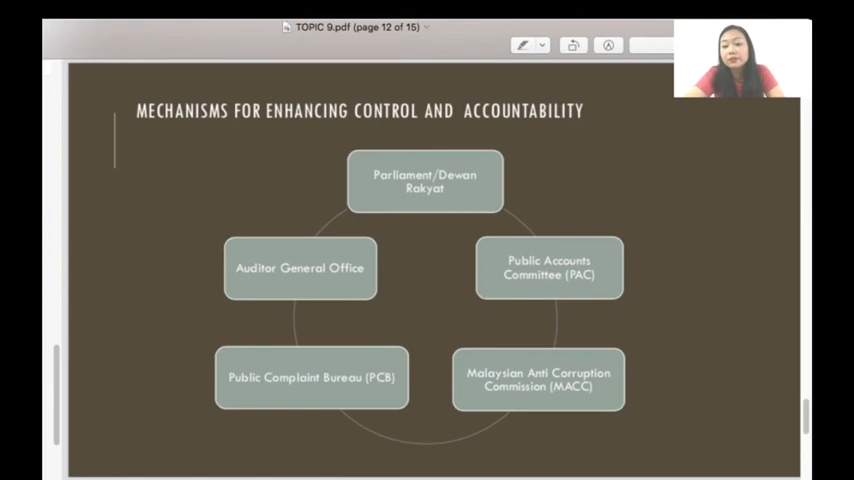 TOPIC 9.pdf (page 12 of 15)
MECHANISMS FOR ENHANCING CONTROL AND ACCOUNTABILITY
Parliament/Dewan
Rakyat
Auditor General Office
Public Accounts
Committee (PAC)
Public Complaint Bureau (PCB)
Malaysian Anti Corruption
Commission (MACC)